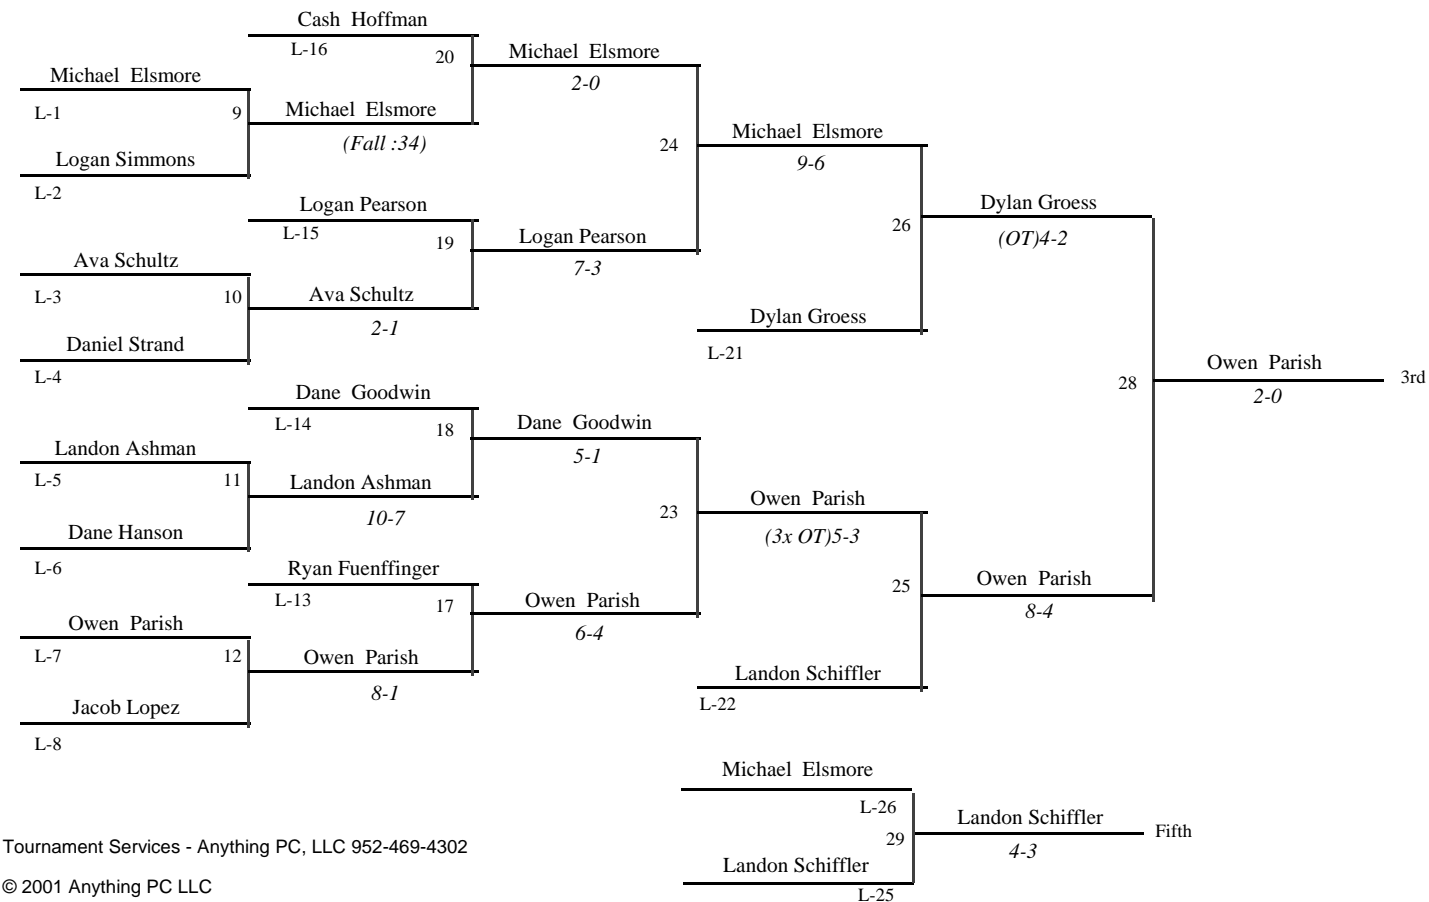 Cash Hoffman
L-16
20
Michael Elsmore
2-0
Michael Elsmore
L-1
9
Michael Elsmore
(Fall :34)
24
Michael Elsmore
9-6
Logan Simmons
L-2
Logan Pearson
L-15
19
Logan Pearson
7-3
26
Dylan Groess
(OT)4-2
Ava Schultz
L-3
10
Ava Schultz
2-1
Dylan Groess
L-21
Daniel Strand
L-4
28
Owen Parish
2-0
3rd
Dane Goodwin
L-14
18
Dane Goodwin
5-1
Landon Ashman
L-5
11
Landon Ashman
10-7
23
Owen Parish
(3x OT)5-3
Dane Hanson
L-6
Ryan Fuenffinger
L-13
17
Owen Parish
6-4
25
Owen Parish
8-4
Owen Parish
L-7
12
Owen Parish
8-1
Landon Schiffler
L-22
Jacob Lopez
L-8
Michael Elsmore
L-26
29
Landon Schiffler
4-3
Fifth
Landon Schiffler
L-25
Tournament Services - Anything PC, LLC 952-469-4302
© 2001 Anything PC LLC